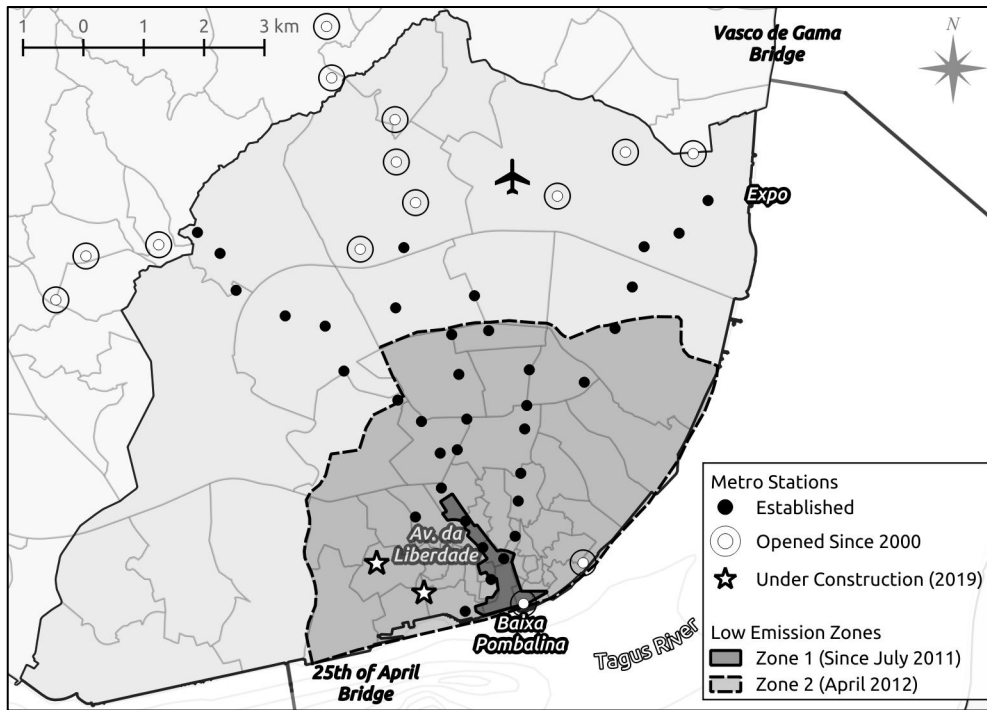 1 0 1 2 3 km
Vasco de Gama
Bridge
N
Expo
Av. da
Liberdade
Baixa
Pombalina
25th of April
Bridge
Tagus River
Metro Stations
Established
Opened Since 2000
Under Construction (2019)
Low Emission Zones
Zone 1 (Since July 2011)
Zone 2 (April 2012)